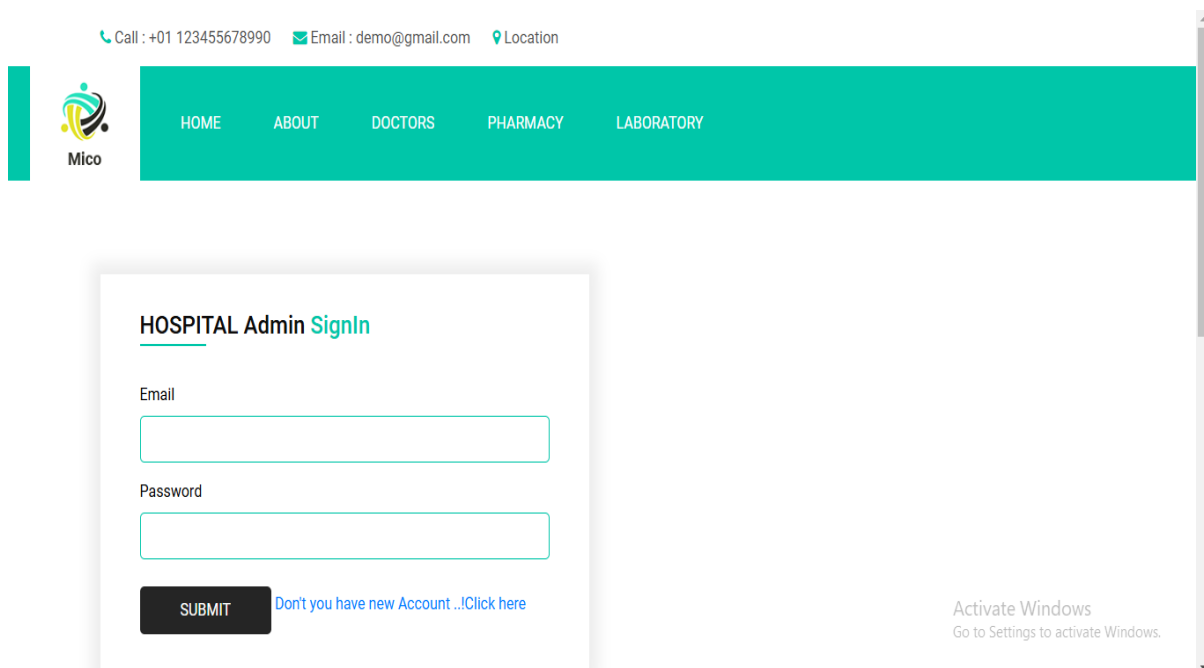 Call : +01 123455678990 Email : demo@gmail.com Location
HOME ABOUT DOCTORS PHARMACY LABORATORY
Mico
HOSPITAL Admin SignIn
Email
Password
SUBMIT Don't you have new Account ..!Click here
Activate Windows
Go to Settings to activate Windows.